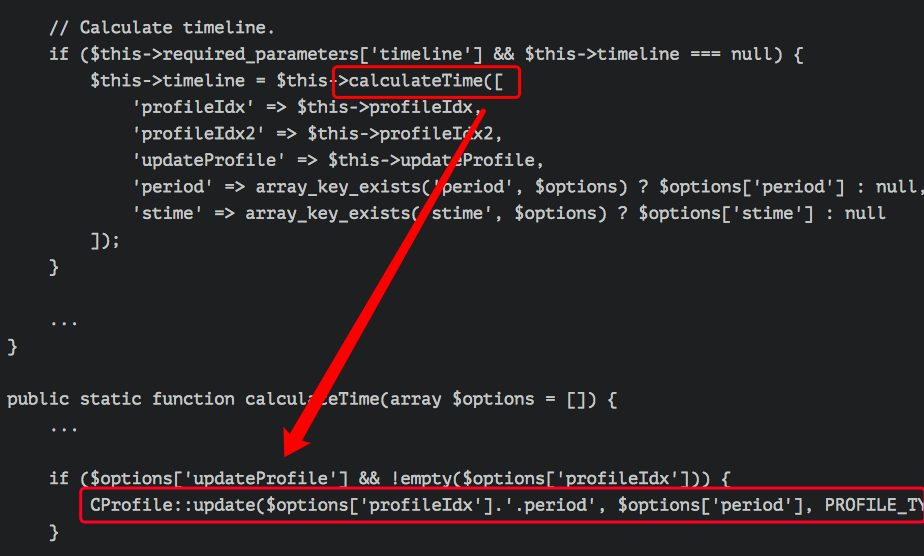 // Calculate timeline.
if ($this->required_parameters['timeline'] && $this->timeline === null) {
$this->timeline = $this->calculateTime([
'profileIdx' => $this->profileIdx,
'profileIdx2' => $this->profileIdx2,
'updateProfile' => $this->updateProfile,
'period' => array_key_exists('period', $options) ? $options['period'] : null,
'stime' => array_key_exists('stime', $options) ? $options['stime'] : null
]);
}
...
}
public static function calculateTime(array $options = []) {
...
if ($options['updateProfile'] && !empty($options['profileIdx'])) {
CProfile::update($options['profileIdx'].'.period', $options['period'], PROFILE_TY
}